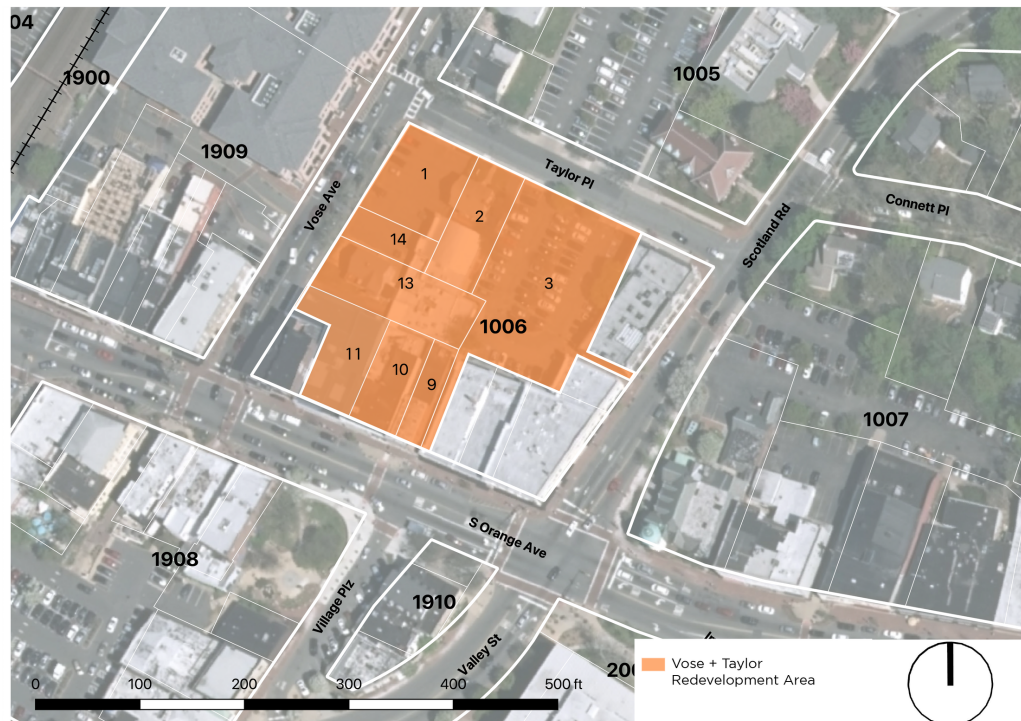 04
1900
1005
1909
Taylor Pl
1
Vose Ave
2
Connett Pl
Scotland Rd
14
13
3
1006
11
10
9
1007
S Orange Ave
1908
1910
Village Plz
Valley St
200
0 100 200 300 400 500 ft
Vose + Taylor
Redevelopment Area